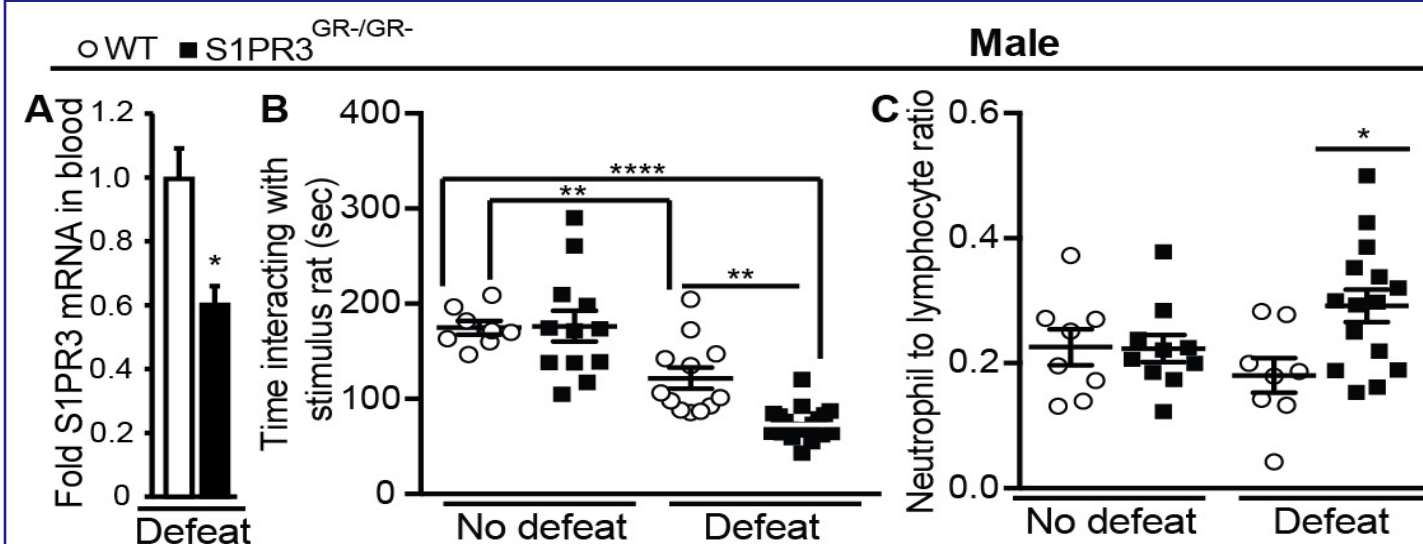 WT S1PR3GR-/GR-
Male
A
Fold S1PR3 mRNA in blood
1.2
1.0
0.8
0.6
0.4
0.2
0
*
Defeat
B
Time interacting with
stimulus rat (sec)
400
300
200
100
0
****
**
**
No defeat
Defeat
C
Neutrophil to lymphocyte ratio
0.6
0.4
0.2
0.0
*
No defeat
Defeat